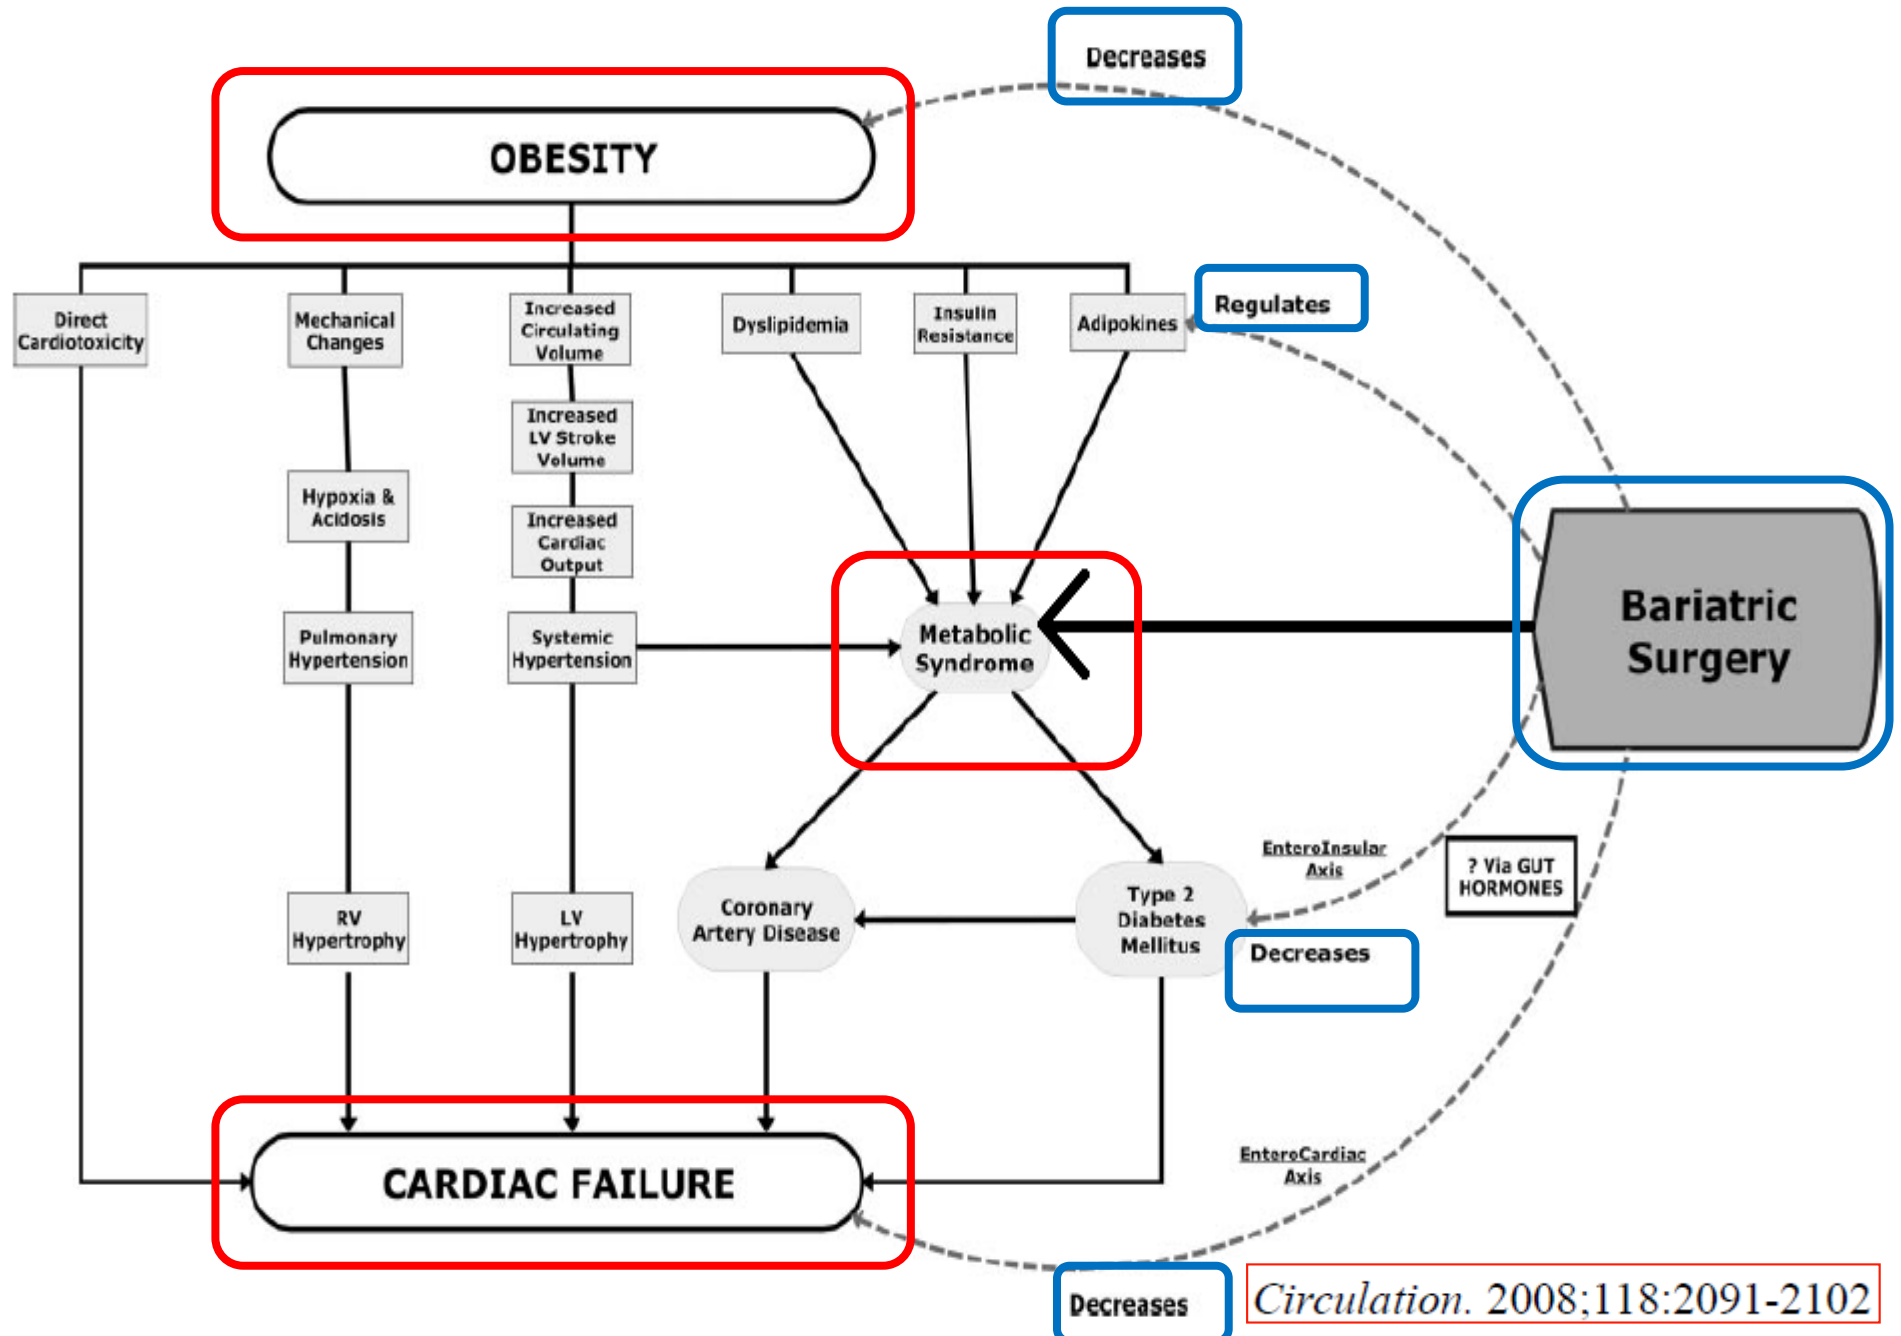 Decreases
OBESITY
Regulates
Direct
Cardiotoxicity
Mechanical
Changes
Increased
Circulating
Volume
Dyslipidemia
Insulin
Resistance
Adipokines
Increased
LV Stroke
Volume
Hypoxia &
Acidosis
Increased
Cardiac
Output
Pulmonary
Hypertension
Systemic
Hypertension
Metabolic
Syndrome
Bariatric
Surgery
EnteroInsular
Axis
? Via GUT
HORMONES
RV
Hypertrophy
LV
Hypertrophy
Coronary
Artery Disease
Type 2
Diabetes
Mellitus
Decreases
EnteroCardiac
Axis
CARDIAC FAILURE
Decreases
Circulation. 2008;118:2091-2102